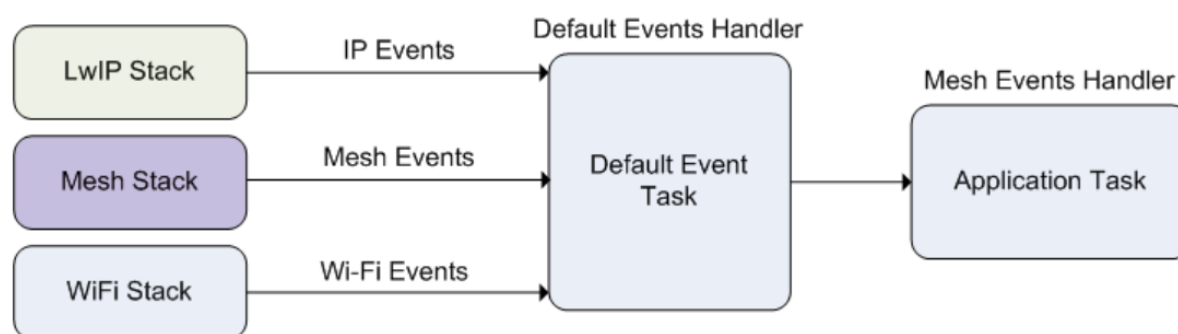 Default Events Handler
LwIP Stack
IP Events
Mesh Events Handler
Mesh Stack
Mesh Events
Default Event
Task
Application Task
WiFi Stack
Wi-Fi Events